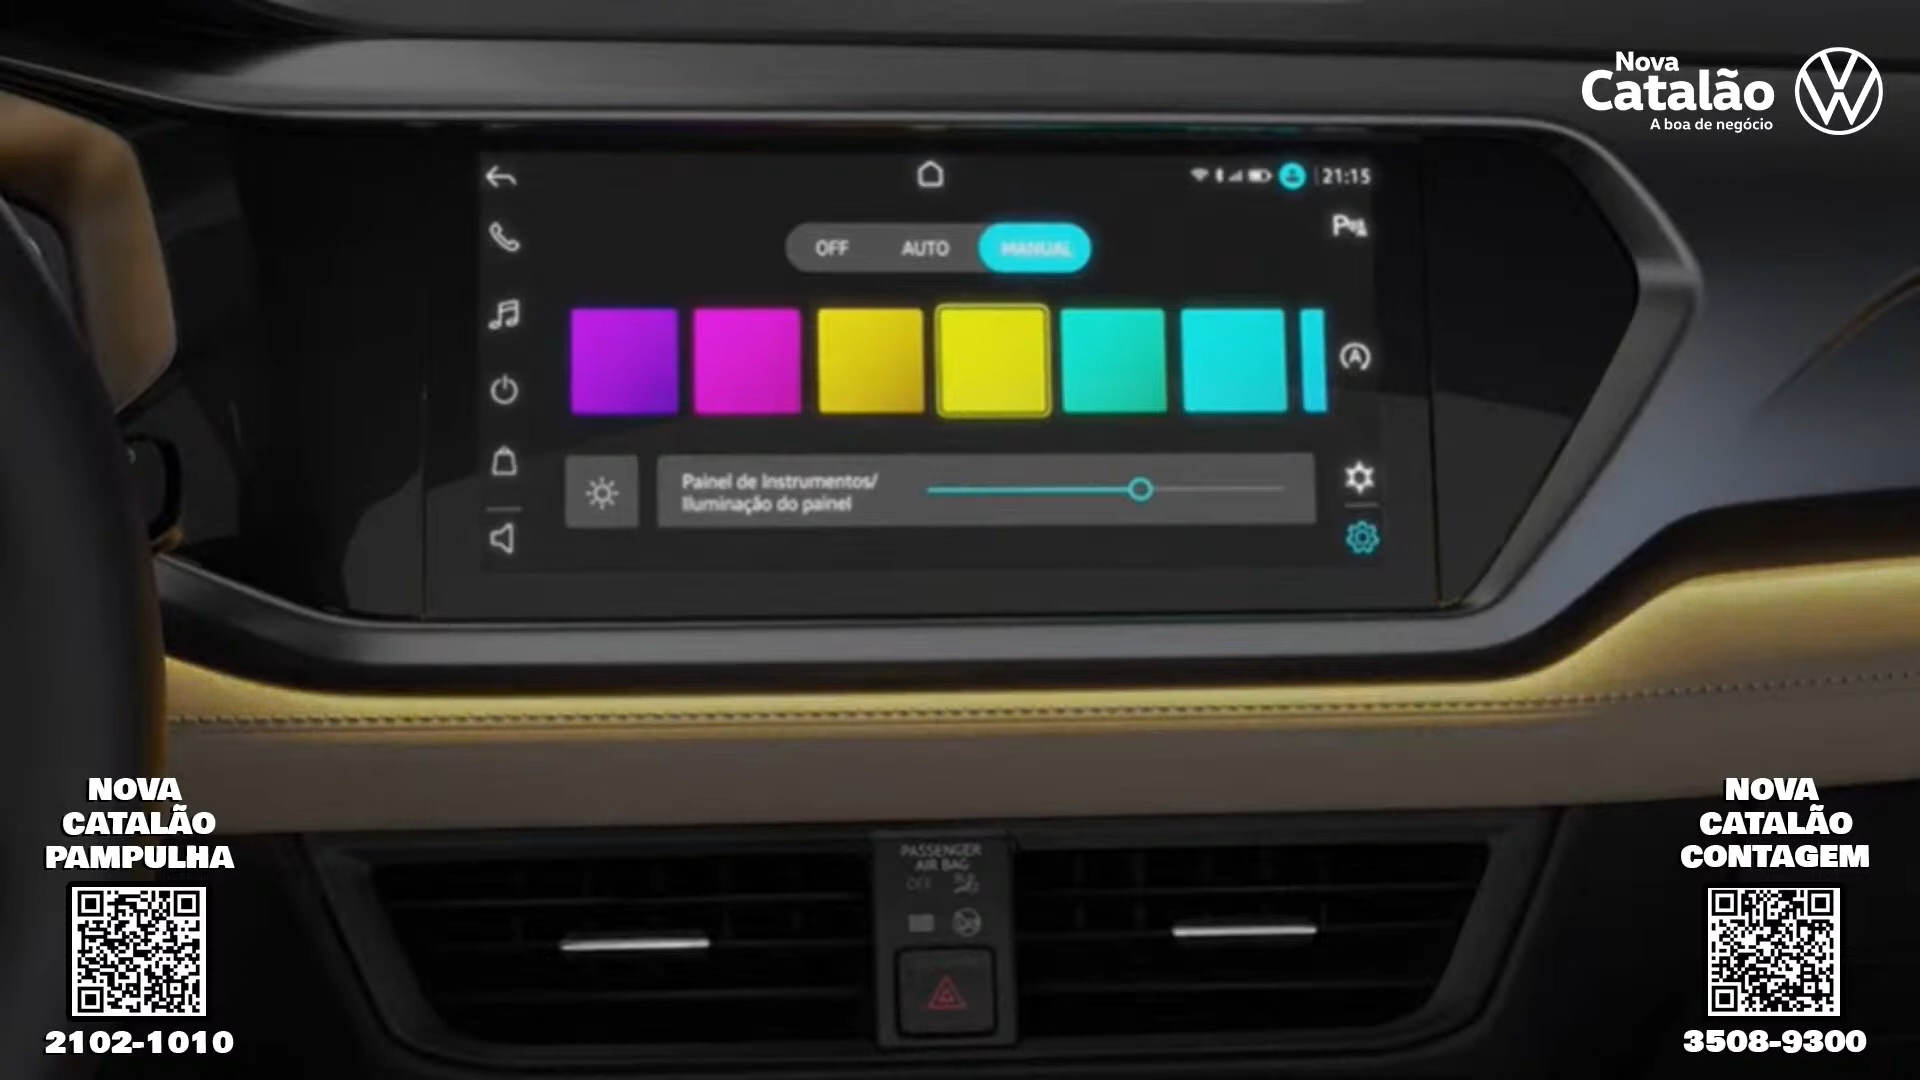 Nova
Catalão
A boa de negócio
21:15
OFF AUTO MANUAL
Painel de Instrumentos/
Iluminação do painel
PASSENGER
AIR BAG
OFF
NOVA
CATALÃO
PAMPULHA
2102-1010
NOVA
CATALÃO
CONTAGEM
3508-9300